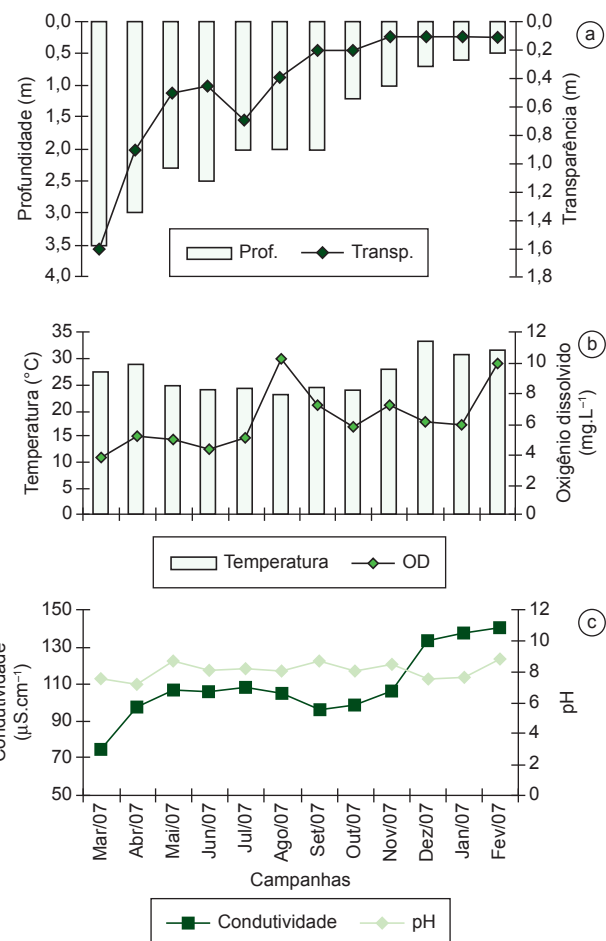 0,0
0,5
1,0
1,5
2,0
2,5
3,0
3,5
4,0
Profundidade (m)
0,0
0,2
0,4
0,6
0,8
1,0
1,2
1,4
1,6
1,8
Transparência (m)
a
Prof.
Transp.
35
30
25
20
15
10
5
0
Temperatura (°C)
12
10
8
6
4
2
0
Oxigênio dissolvido
(mg.L⁻¹)
b
Temperatura
OD
150
130
110
90
70
50
Condutividade
(µS.cm⁻¹)
12
10
8
6
4
2
0
pH
c
Mar/07
Abr/07
Mai/07
Jun/07
Jul/07
Ago/07
Set/07
Out/07
Nov/07
Dez/07
Jan/07
Fev/07
Campanhas
Condutividade
pH